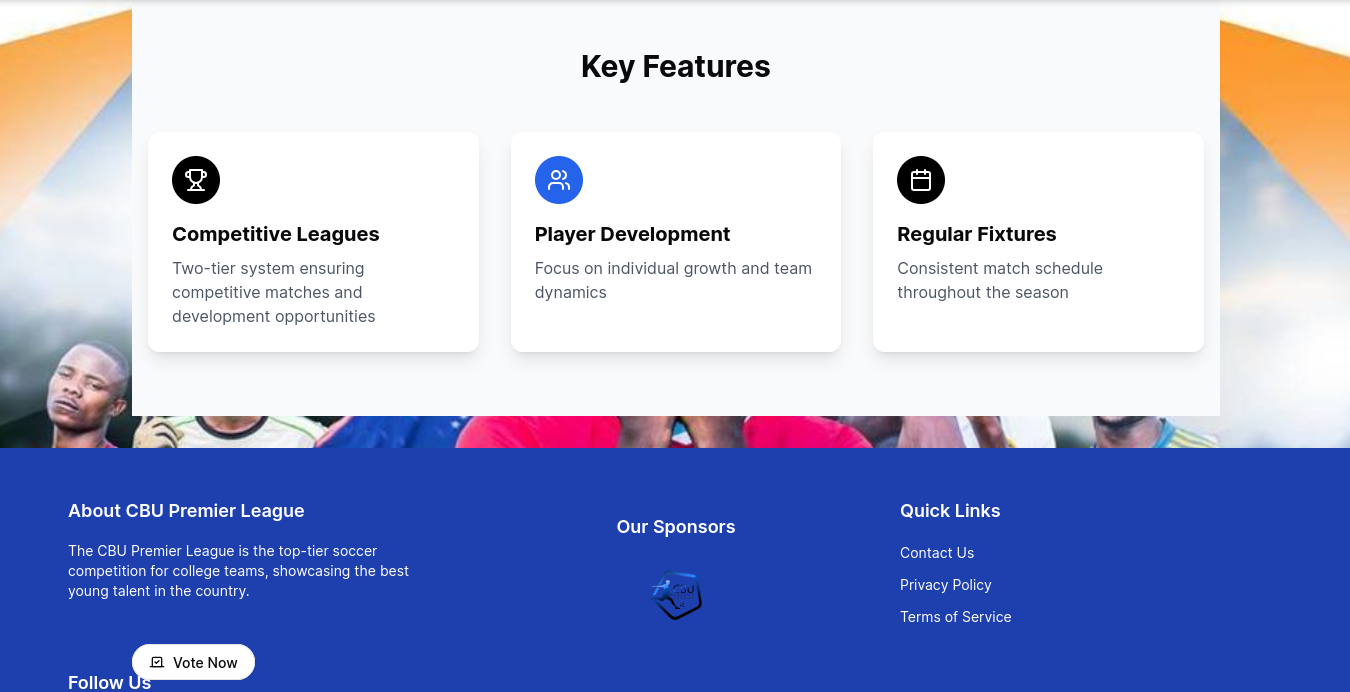 Key Features
Competitive Leagues
Two-tier system ensuring
competitive matches and
development opportunities
Player Development
Focus on individual growth and team
dynamics
Regular Fixtures
Consistent match schedule
throughout the season
About CBU Premier League
The CBU Premier League is the top-tier soccer
competition for college teams, showcasing the best
young talent in the country.
Our Sponsors
CBU
Quick Links
Contact Us
Privacy Policy
Terms of Service
Vote Now
Follow Us